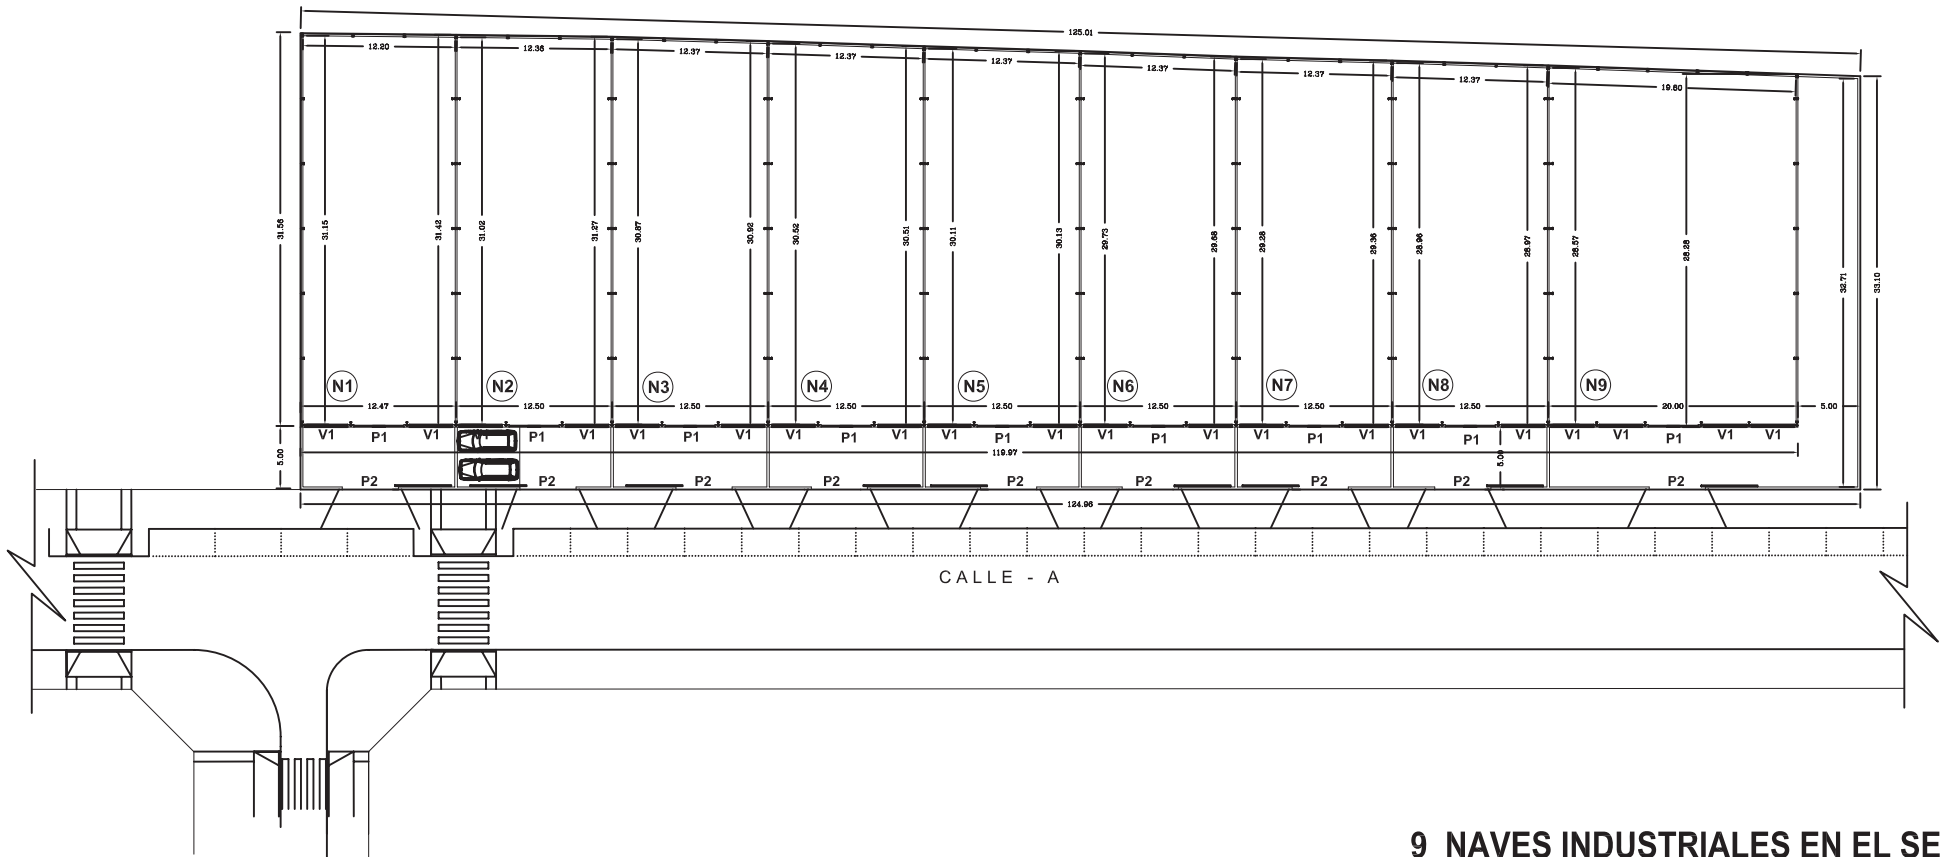 125.01
12.20 12.36 12.37 12.37 12.37 12.37 12.37 12.37 19.60
31.56 31.15 31.42 31.02 31.27 30.87 30.92 30.52 30.51 30.11 30.13 29.73 29.68 29.28 29.36 28.96 28.97 28.57 28.28 32.71 33.10
N1 N2 N3 N4 N5 N6 N7 N8 N9
12.47 12.50 12.50 12.50 12.50 12.50 12.50 12.50 20.00 5.00
V1 P1 V1 V1 P1 V1 V1 P1 V1 V1 P1 V1 V1 P1 V1 V1 P1 V1 V1 P1 V1 V1 P1 V1 V1 V1 P1 V1 V1
5.00 119.97 5.00
P2 P2 P2 P2 P2 P2 P2 P2 P2
124.96
CALLE - A
9 NAVES INDUSTRIALES EN EL SE